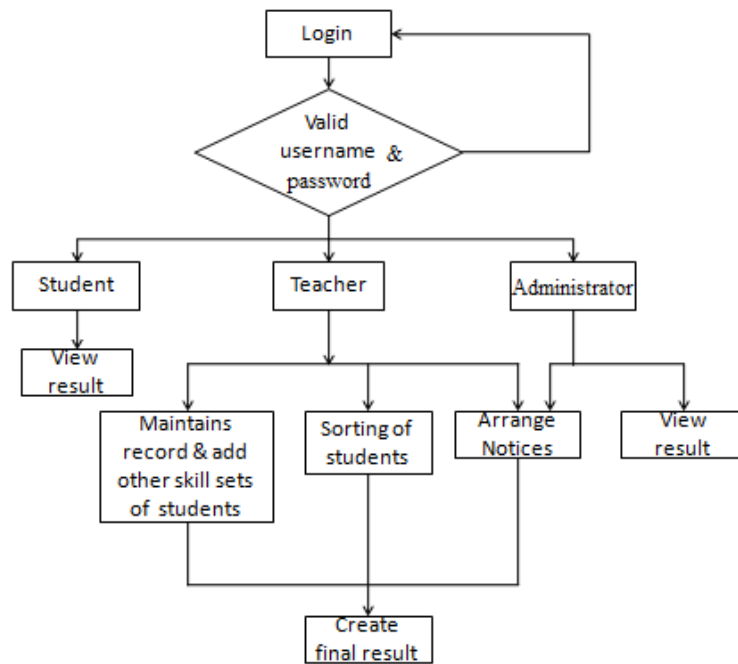 Login
Valid
username &
password
Student
Teacher
Administrator
View
result
Maintains
record & add
other skill sets
of students
Sorting of
students
Arrange
Notices
View
result
Create
final result